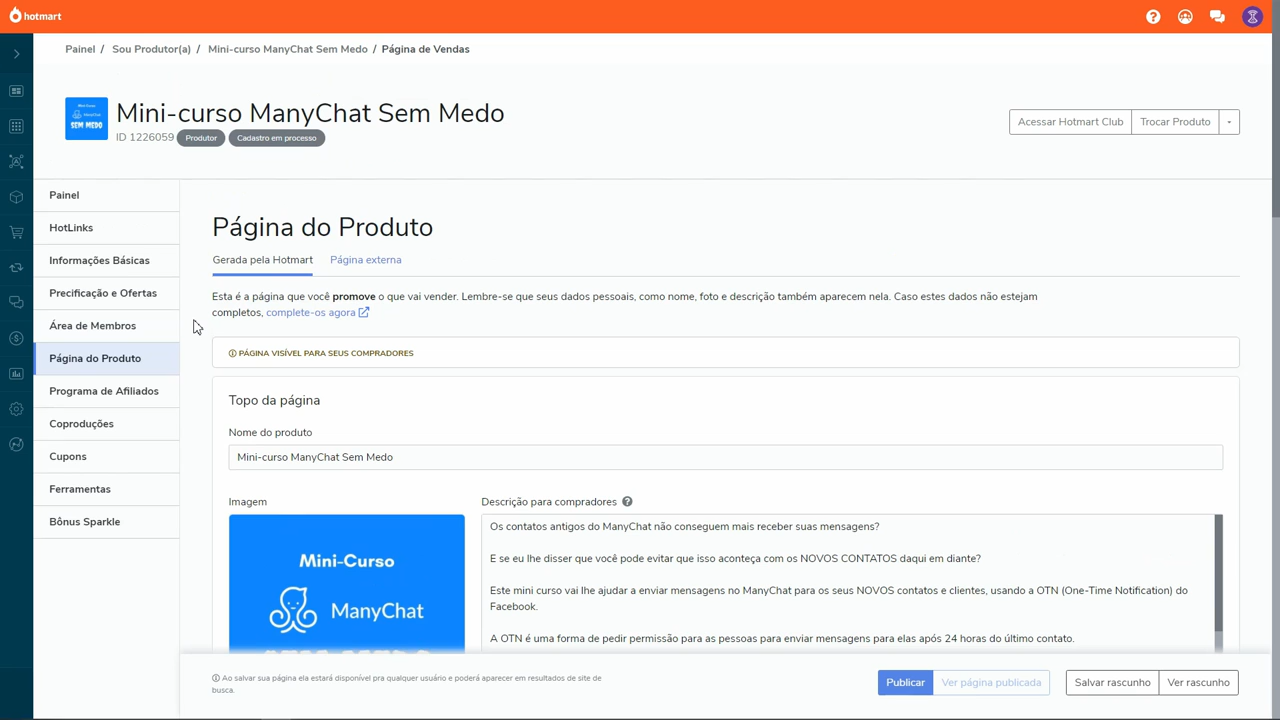 hotmart
Painel / Sou Produtor(a) / Mini-curso ManyChat Sem Medo / Página de Vendas
Mini-Curso
ManyChat
SEM MEDO
Mini-curso ManyChat Sem Medo
ID 1226059 Produtor Cadastro em processo
Acessar Hotmart Club
Trocar Produto
Painel
HotLinks
Informações Básicas
Precificação e Ofertas
Área de Membros
Página do Produto
Programa de Afiliados
Coproduções
Cupons
Ferramentas
Bônus Sparkle
Página do Produto
Gerada pela Hotmart Página externa
Esta é a página que você promove o que vai vender. Lembre-se que seus dados pessoais, como nome, foto e descrição também aparecem nela. Caso estes dados não estejam
completos, complete-os agora
PÁGINA VISÍVEL PARA SEUS COMPRADORES
Topo da página
Nome do produto
Mini-curso ManyChat Sem Medo
Imagem
Mini-Curso
ManyChat
Descrição para compradores
Os contatos antigos do ManyChat não conseguem mais receber suas mensagens?
E se eu lhe disser que você pode evitar que isso aconteça com os NOVOS CONTATOS daqui em diante?
Este mini curso vai lhe ajudar a enviar mensagens no ManyChat para os seus NOVOS contatos e clientes, usando a OTN (One-Time Notification) do
Facebook.
A OTN é uma forma de pedir permissão para as pessoas para enviar mensagens para elas após 24 horas do último contato.
Ao salvar sua página ela estará disponível pra qualquer usuário e poderá aparecer em resultados de site de
busca.
Publicar
Ver página publicada
Salvar rascunho
Ver rascunho